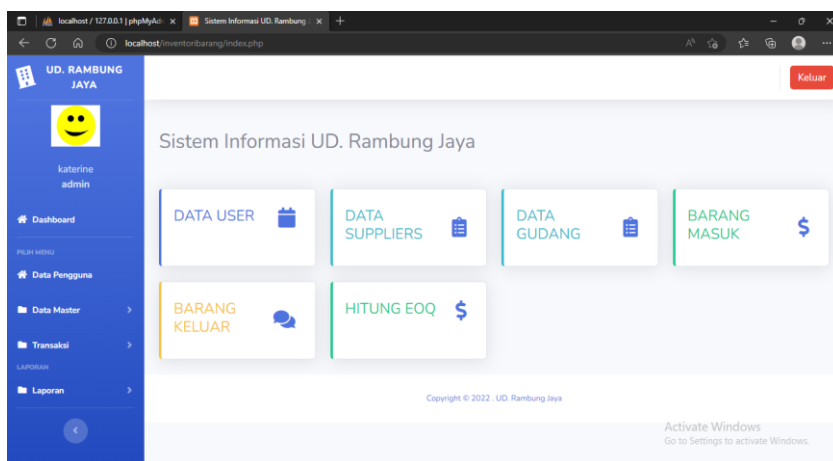 localhost / 127.0.0.1 | phpMyAd
Sistem Informasi UD. Rambung
localhost/inventoribarang/index.php
UD. RAMBUNG
JAYA
Keluar
katerine
admin
Sistem Informasi UD. Rambung Jaya
Dashboard
PILIH MENU
Data Pengguna
Data Master
Transaksi
LAPORAN
Laporan
DATA USER
DATA
SUPPLIERS
DATA
GUDANG
BARANG
MASUK
BARANG
KELUAR
HITUNG EOQ
Copyright © 2022 . UD. Rambung Jaya
Activate Windows
Go to Settings to activate Windows.